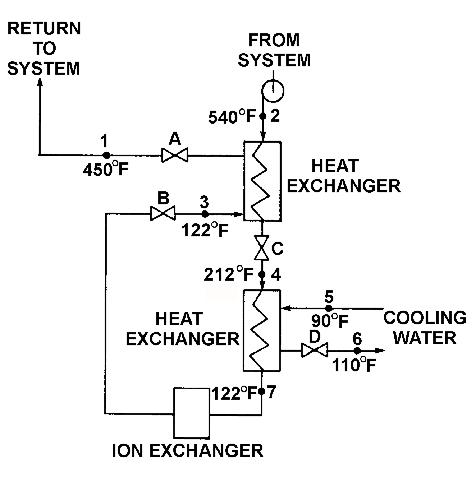 RETURN
TO
SYSTEM
FROM
SYSTEM
540°F 2
1
A
450°F
HEAT
EXCHANGER
B
3
122°F
C
212°F 4
HEAT
EXCHANGER
5
90°F
COOLING
WATER
D
6
110°F
122°F 7
ION EXCHANGER